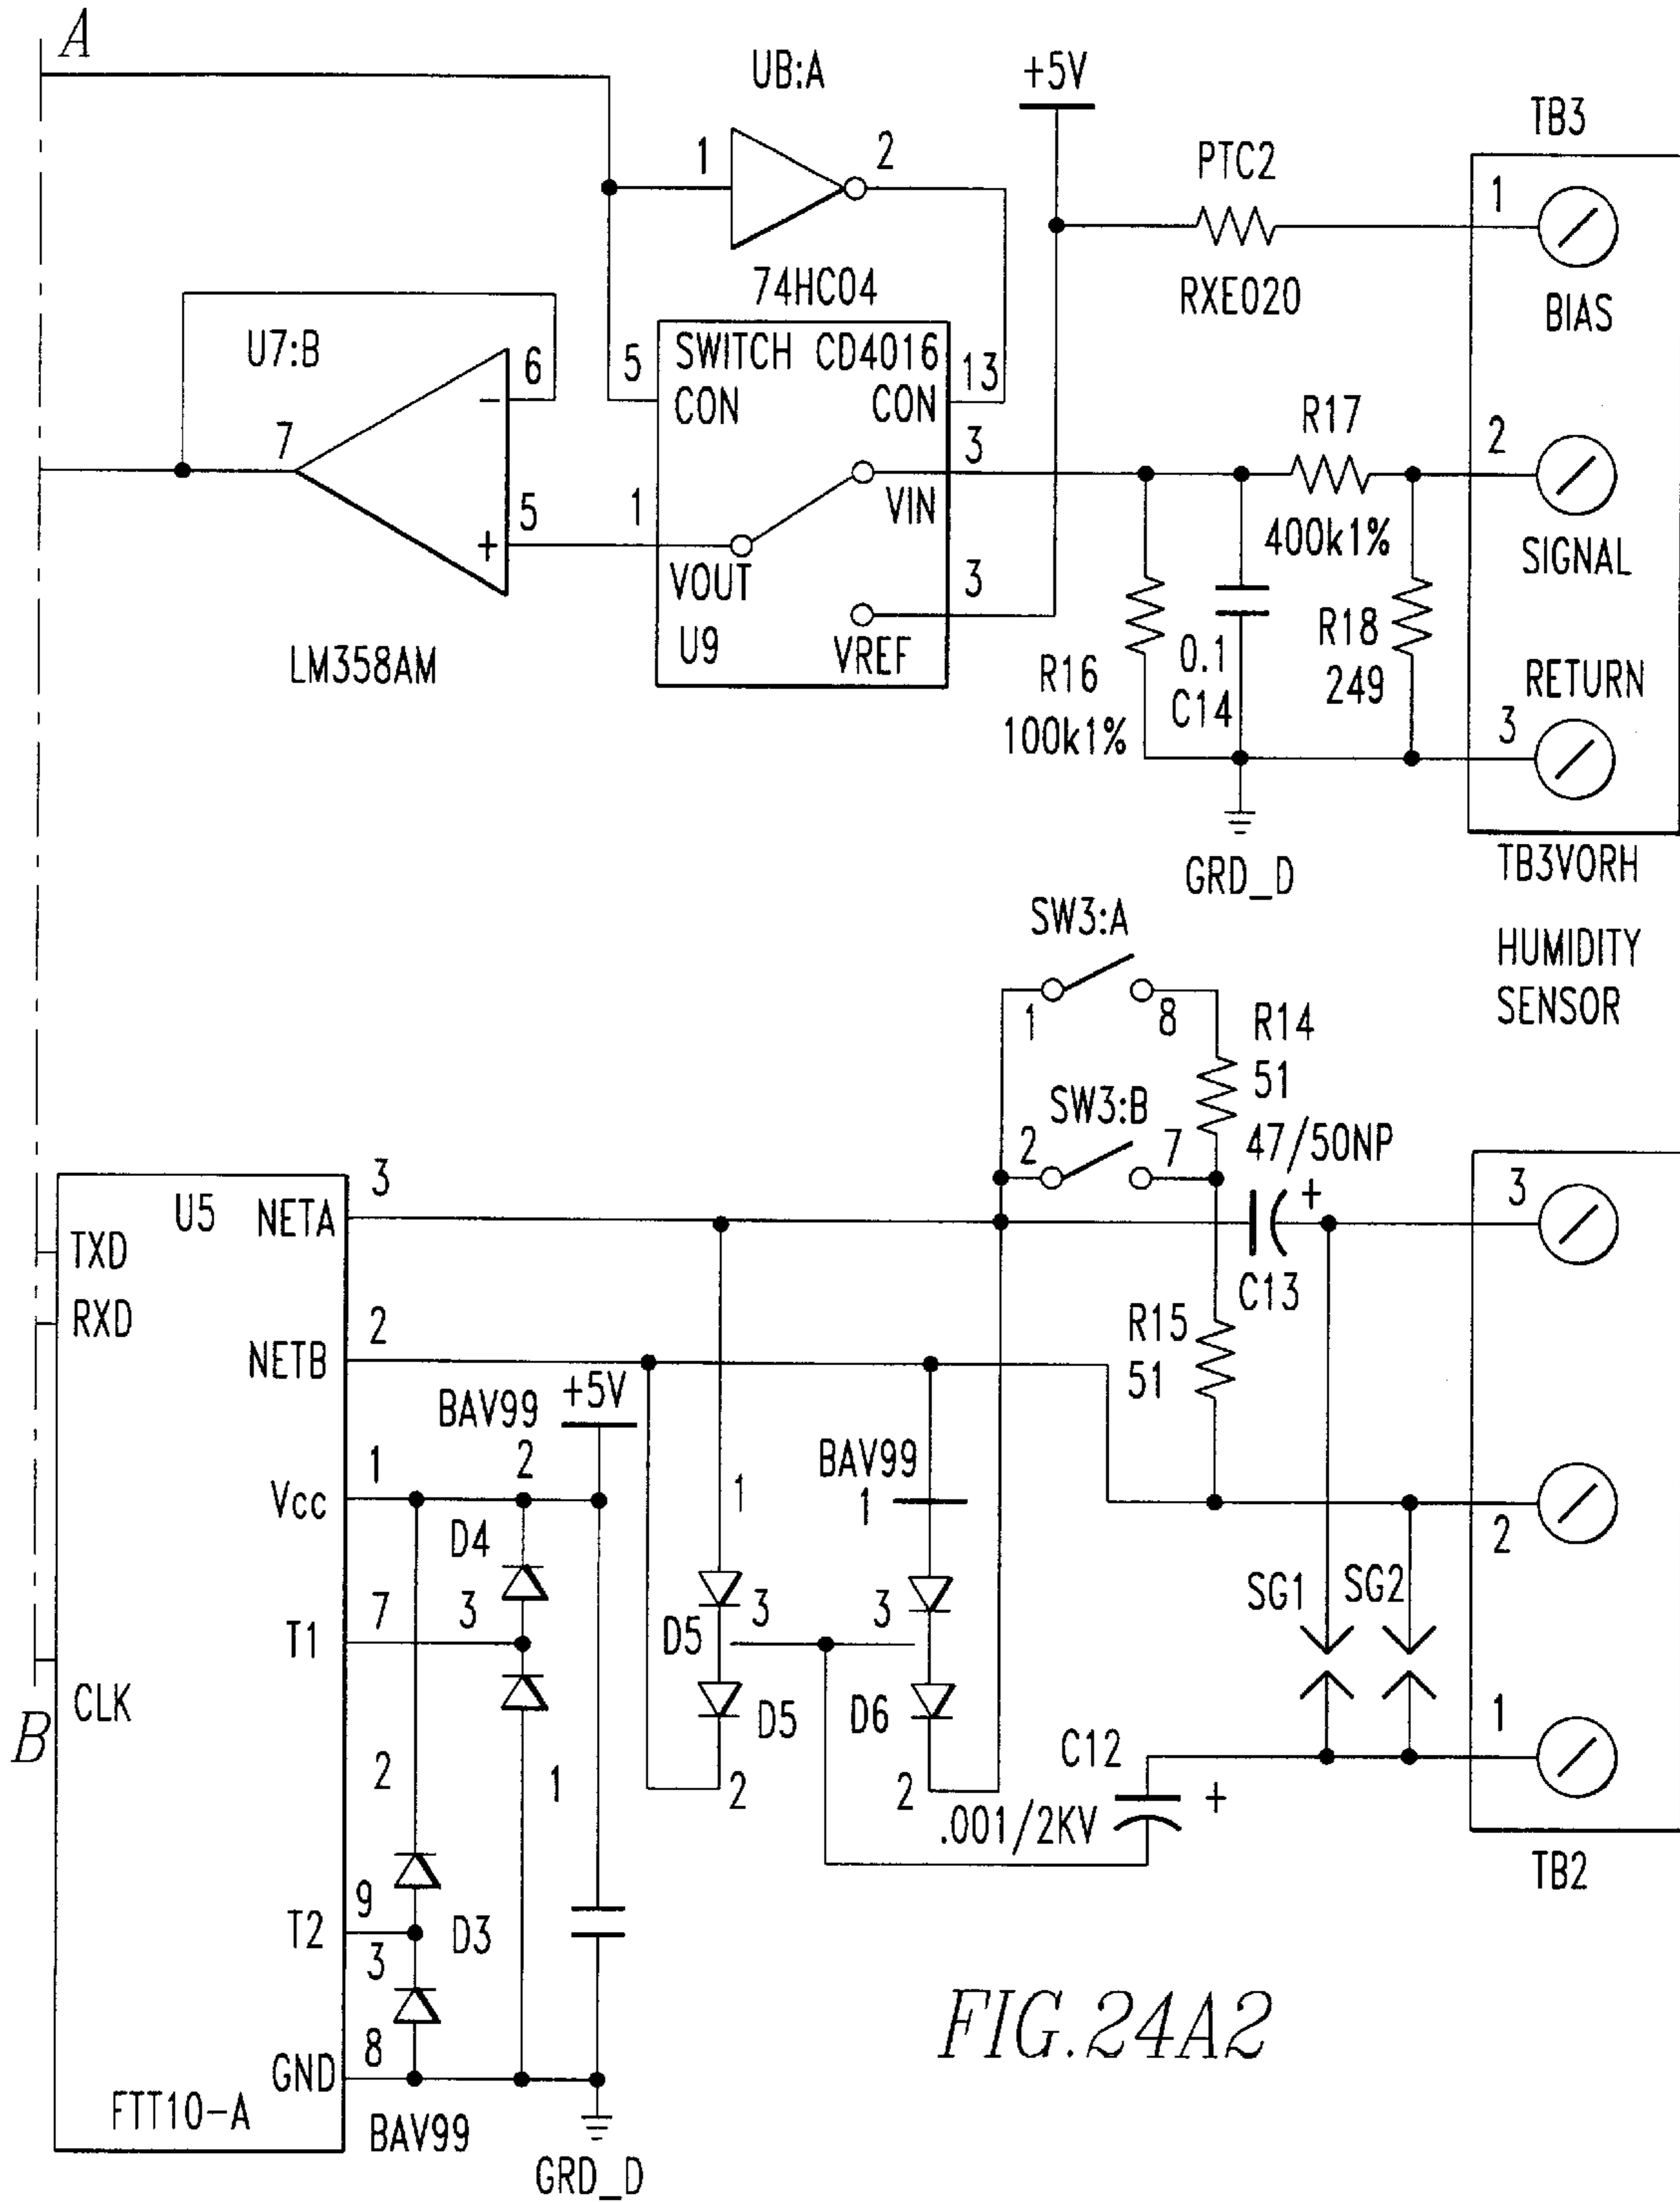 A
UB:A
+5V
TB3
1
2
PTC2
1
74HC04
RXE020
BIAS
U7:B
6
-
5
SWITCH CD4016
CON
CON
13
R17
2
7
3
VIN
400k1%
SIGNAL
5
+
1
VOUT
3
U9
VREF
LM358AM
R16
100k1%
0.1
C14
R18
249
RETURN
3
GRD_D
TB3VORH
HUMIDITY
SENSOR
SW3:A
1
8
R14
51
SW3:B
2
7
47/50NP
+
3
U5
NETA
3
TXD
C13
RXD
2
NETB
R15
51
BAV99
+5V
1
2
Vcc
1
BAV99
1
D4
2
7
3
T1
D5
3
3
SG1
SG2
B
CLK
D5
D6
C12
1
2
1
2
2
.001/2KV
+
TB2
9
T2
D3
3
8
GND
FTT10-A
BAV99
GRD_D
FIG.24A2